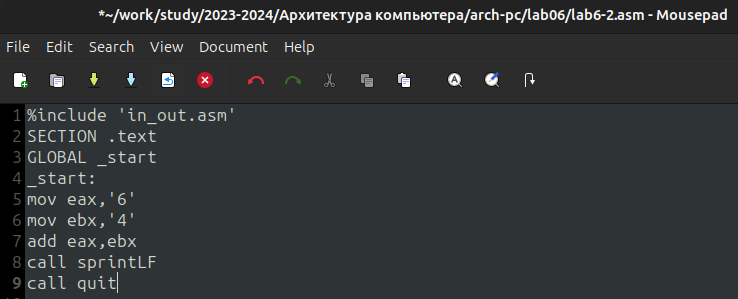 *~/work/study/2023-2024/Архитектура компьютера/arch-pc/lab06/lab6-2.asm - Mousepad
File Edit Search View Document Help
1 %include 'in_out.asm'
2 SECTION .text
3 GLOBAL _start
4 _start:
5 mov eax,'6'
6 mov ebx,'4'
7 add eax,ebx
8 call sprintLF
9 call quit